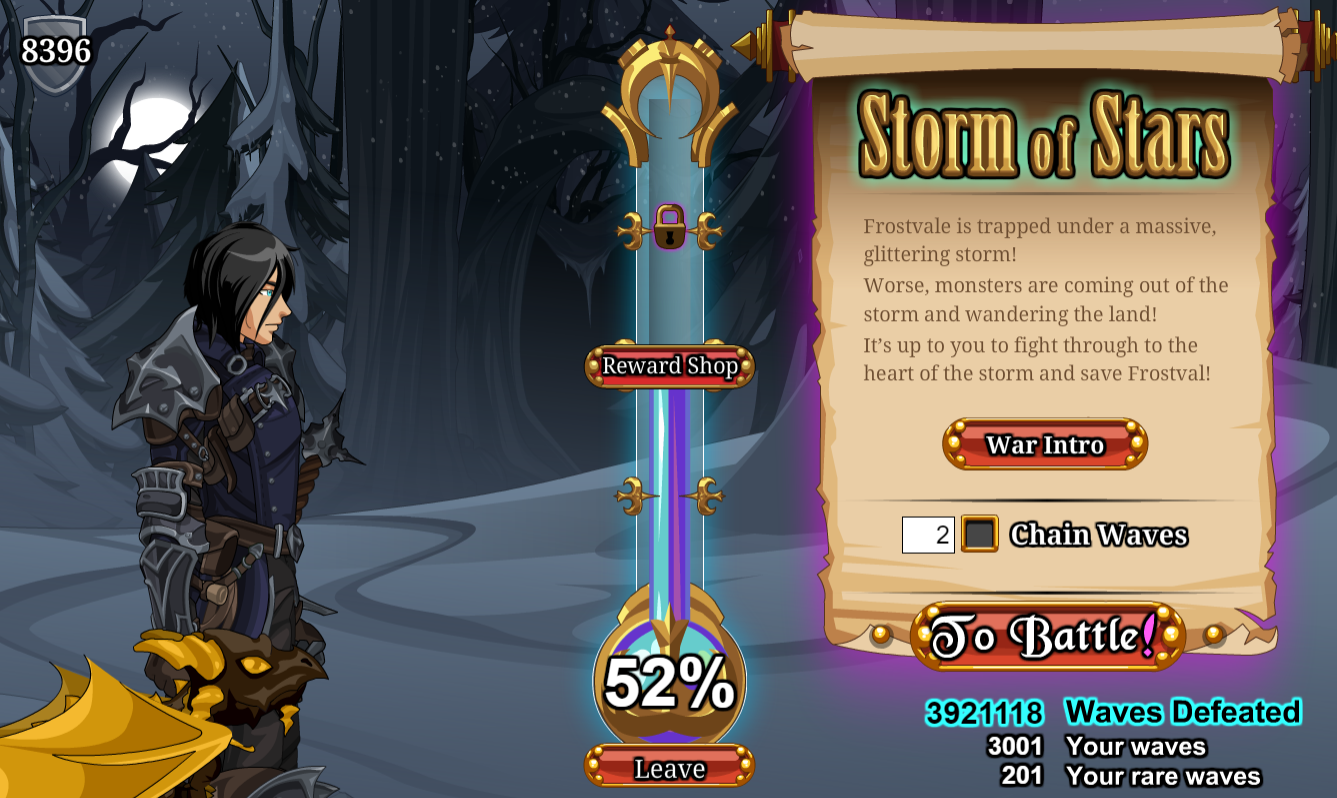 8396
Storm of Stars
Frostvale is trapped under a massive,
glittering storm!
Worse, monsters are coming out of the
storm and wandering the land!
It's up to you to fight through to the
heart of the storm and save Frostval!
Reward Shop
War Intro
2 Chain Waves
To Battle!
52%
Leave
3921118 Waves Defeated
3001 Your waves
201 Your rare waves